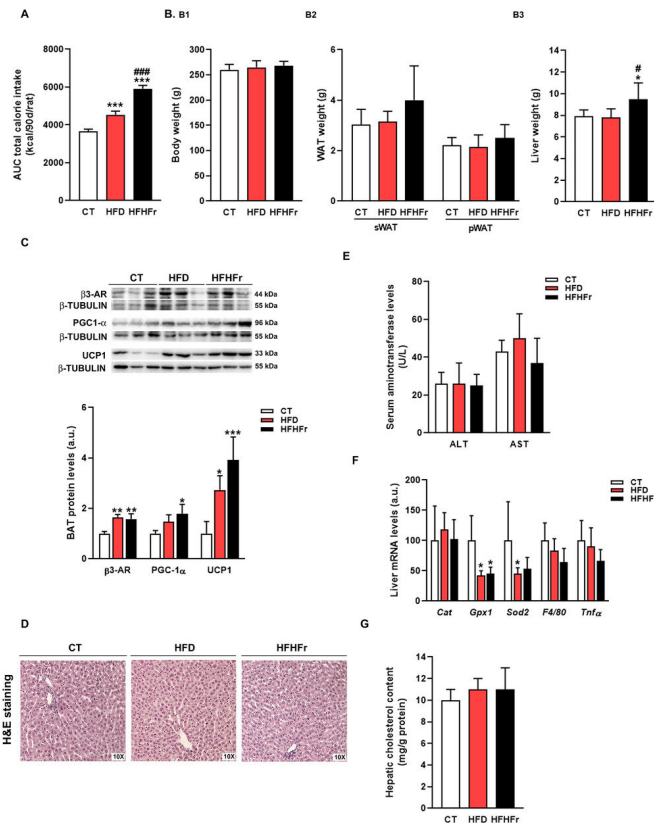 A
B. B1
B2
B3
AUC total calorie intake
(kcal/90d/rat)
8000
6000
4000
2000
0
***
###
***
CT
HFD
HFHFr
Body weight (g)
300
250
200
150
100
50
0
CT
HFD
HFHFr
WAT weight (g)
6
4
2
0
CT
HFD
HFHFr
CT
HFD
HFHFr
sWAT
pWAT
Liver weight (g)
14
12
10
8
6
4
2
0
#
*
CT
HFD
HFHFr
C
CT
HFD
HFHFr
β3-AR
44 kDa
β-TUBULIN
55 kDa
PGC1-α
96 kDa
β-TUBULIN
55 kDa
UCP1
33 kDa
β-TUBULIN
55 kDa
BAT protein levels (a.u.)
6
4
2
0
CT
HFD
HFHFr
**
**
*
*
***
β3-AR
PGC-1α
UCP1
D
CT
HFD
HFHFr
H&E staining
10X
10X
10X
E
Serum aminotransferase levels
(U/L)
80
60
40
20
0
CT
HFD
HFHFr
ALT
AST
F
Liver mRNA levels (a.u.)
200
150
100
50
0
CT
HFD
HFHF
*
*
*
Cat
Gpx1
Sod2
F4/80
Tnfα
G
Hepatic cholesterol content
(mg/g protein)
14
12
10
8
6
4
2
0
CT
HFD
HFHFr